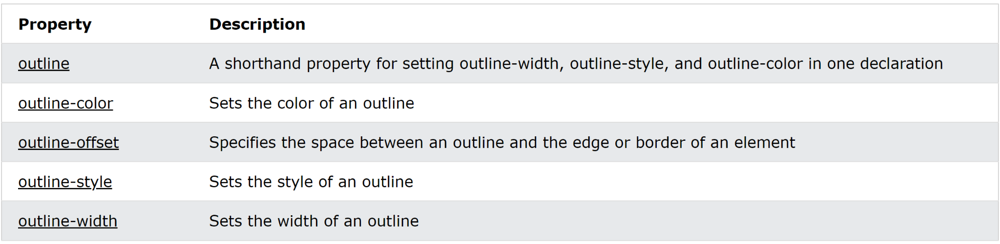 Property Description
outline A shorthand property for setting outline-width, outline-style, and outline-color in one declaration
outline-color Sets the color of an outline
outline-offset Specifies the space between an outline and the edge or border of an element
outline-style Sets the style of an outline
outline-width Sets the width of an outline